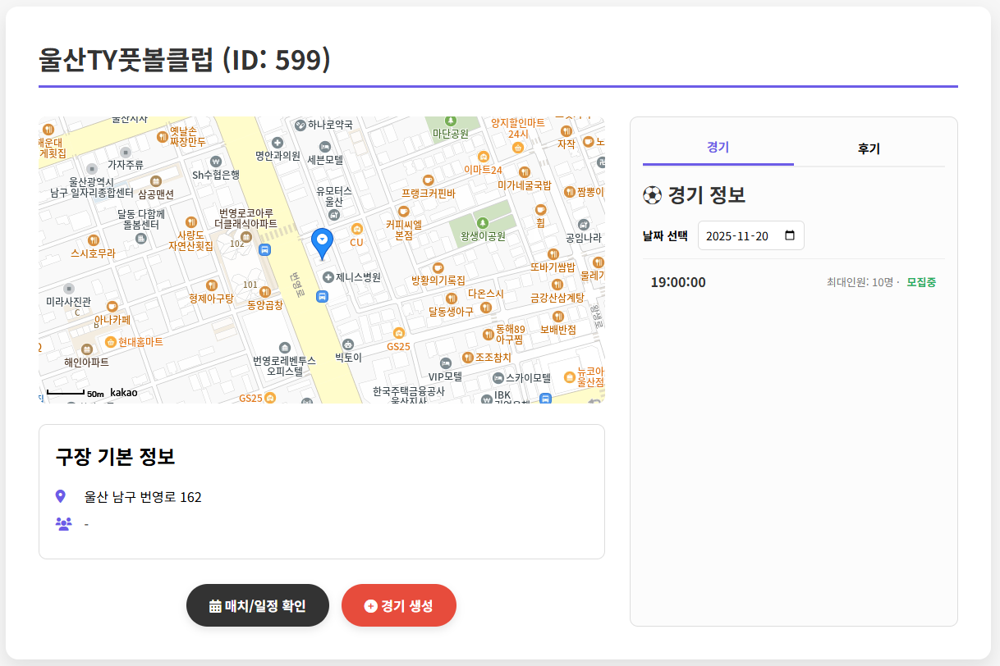 울산TY풋볼클럽 (ID: 599)
울산지사
하나로약국
옛날손
짜장만두
해운대
게횟집
가자주류
명안과의원
세븐모텔
마단공원
양지할인마트
24시
자작
이마트24
Sh수협은행
울산광역시
남구 일자리종합센터
삼공맨션
유모터스
울산
프랭크커핀바
미가네굴국밥
짬뽕이
달동 다함께
돌봄센터
번영로코아루
더클래식아파트
사랑도
자연산횟집
102
CU
커피씨엘
본점
왕생이공원
휩
공임나라
스시호무라
또바기쌈밥
번영로
제니스병원
방황의기록집
물레기
101
미라사진관
C
형제아구탕
동양곱창
다온스시
달동생아구
금강산삼계탕
왕생로
아나카페
B
보배반점
현대홈마트
GS25
동해89
아구찜
해인아파트
번영로레벤투스
오피스텔
빅토이
조조참치
VIP모텔
스카이모텔
뉴코아
울산점
50m
kakao
GS25
한국주택금융공사
울산지사
IBK
기업은행
구장 기본 정보
울산 남구 번영로 162
-
매치/일정 확인
경기 생성
경기
후기
경기 정보
날짜 선택
2025-11-20
19:00:00
최대인원: 10명 · 모집중